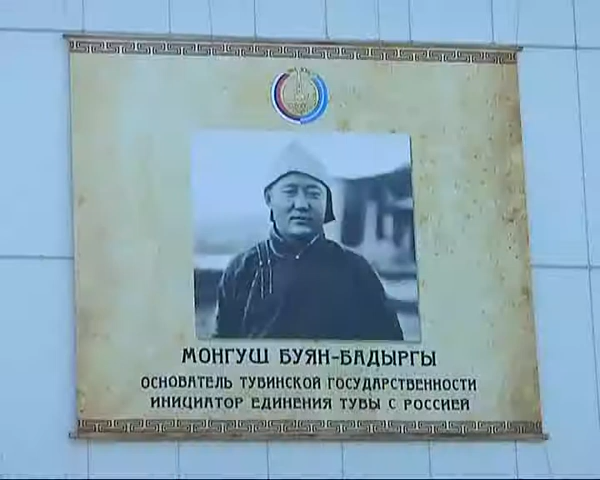 МОНГУШ БУЯН-БАДЫРГЫ
ОСНОВАТЕЛЬ ТУВИНСКОЙ ГОСУДАРСТВЕННОСТИ
ИНИЦИАТОР ЕДИНЕНИЯ ТУВЫ С РОССИЕЙ